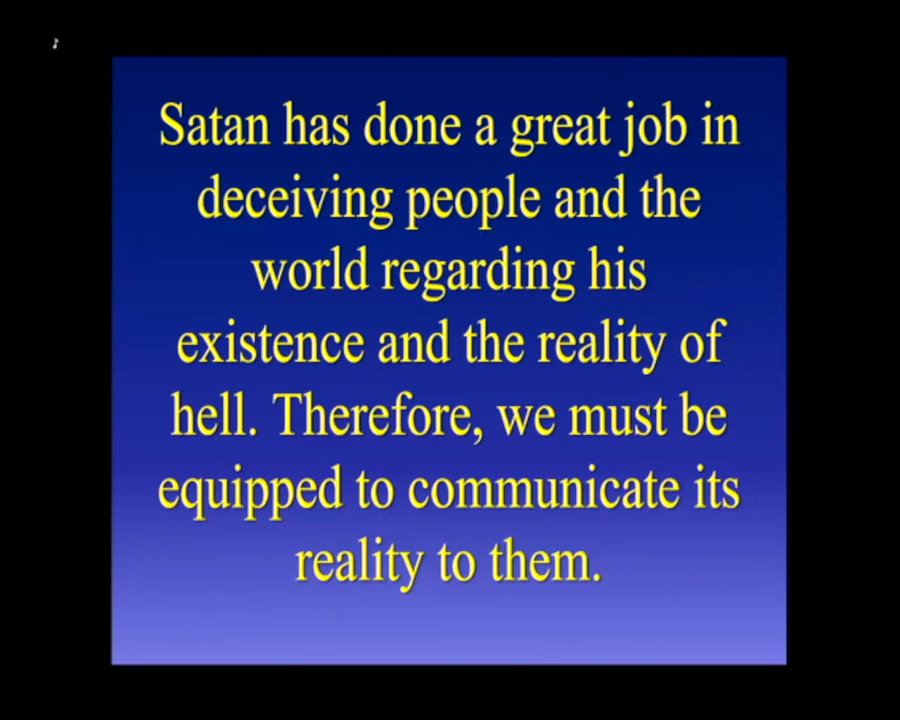 Satan has done a great job in
deceiving people and the
world regarding his
existence and the reality of
hell. Therefore, we must be
equipped to communicate its
reality to them.